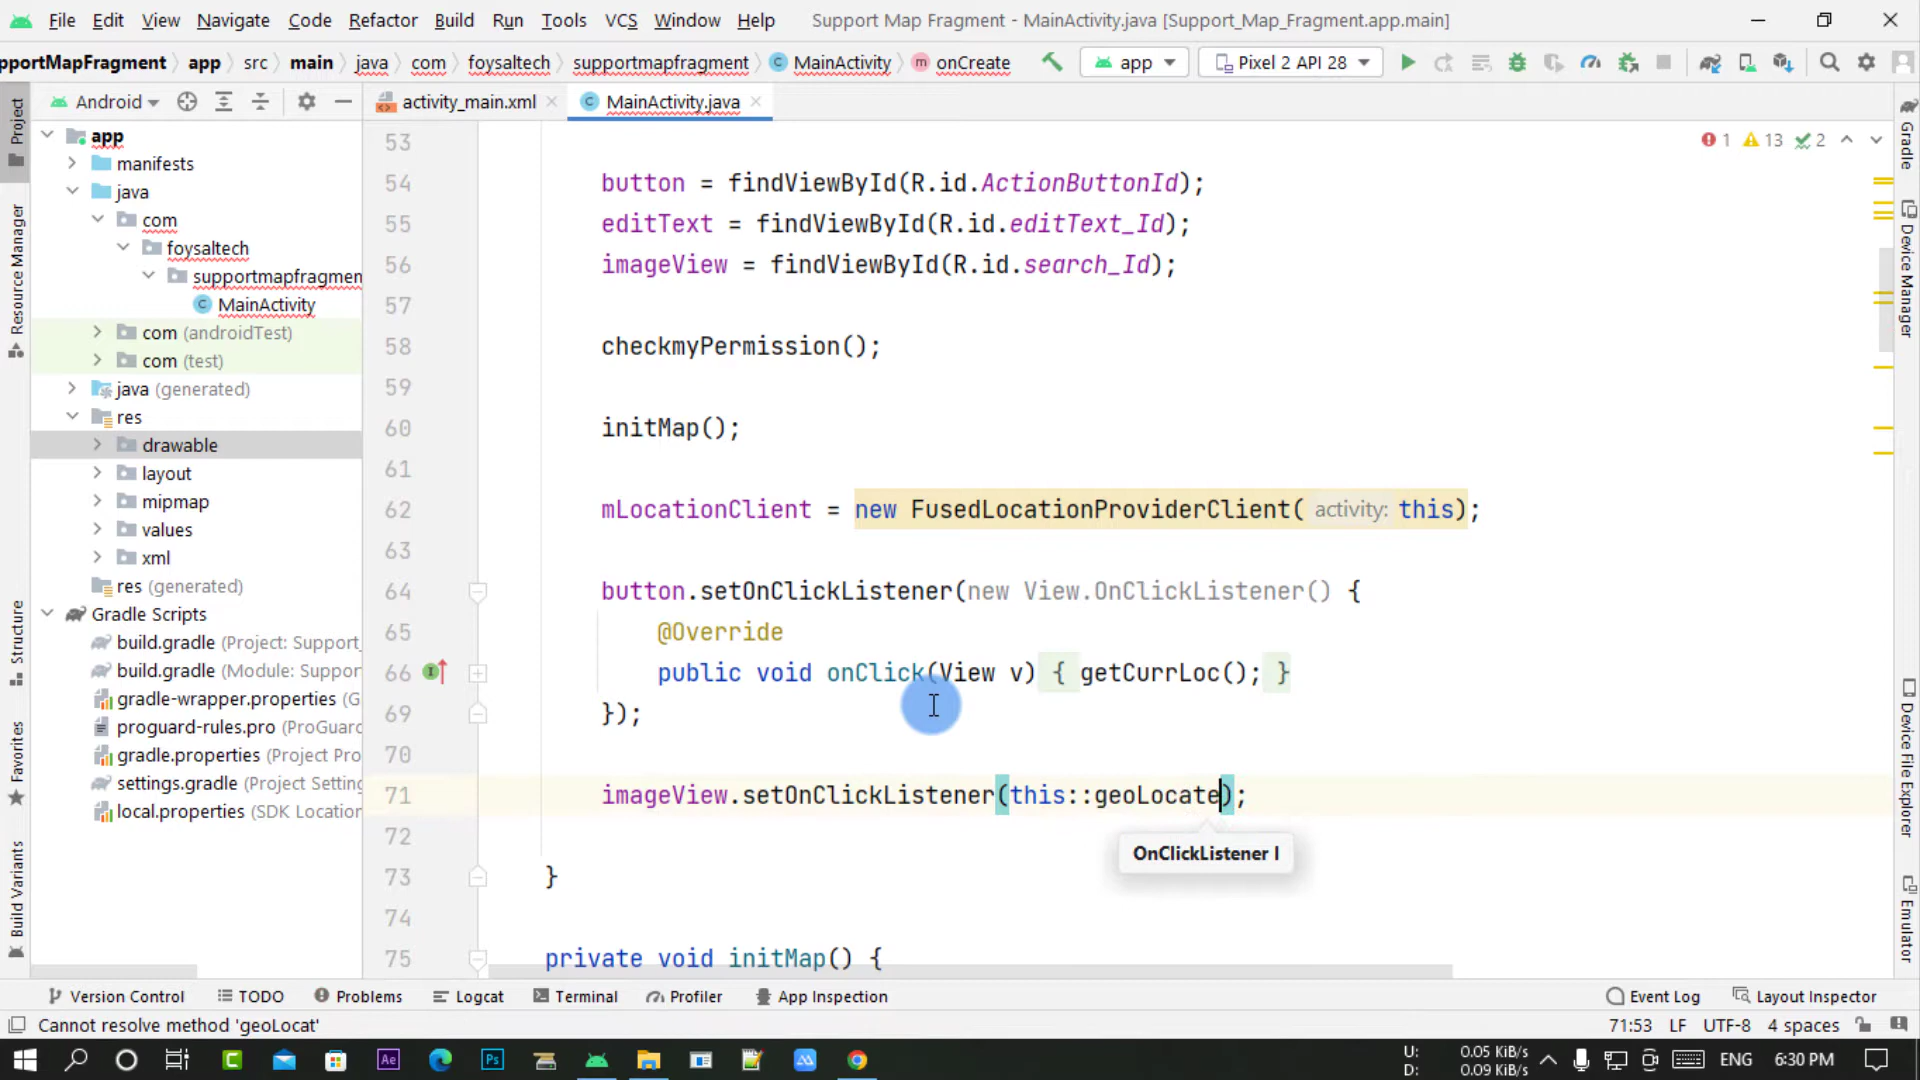 File Edit View Navigate Code Refactor Build Run Tools VCS Window Help Support Map Fragment - MainActivity.java [Support_Map_Fragment.app.main]
pportMapFragment app src main java com foysaltech supportmapfragment MainActivity onCreate app Pixel 2 API 28
Android activity_main.xml MainActivity.java
Project
Resource Manager
Structure
Favorites
Build Variants
app
manifests
java
com
foysaltech
supportmapfragmen
MainActivity
com (androidTest)
com (test)
java (generated)
res
drawable
layout
mipmap
values
xml
res (generated)
Gradle Scripts
build.gradle (Project: Support_
build.gradle (Module: Suppor
gradle-wrapper.properties (G
proguard-rules.pro (ProGuarc
gradle.properties (Project Pro
settings.gradle (Project Setting
local.properties (SDK Location
1 13 2
53
54 button = findViewById(R.id.ActionButtonId);
55 editText = findViewById(R.id.editText_Id);
56 imageView = findViewById(R.id.search_Id);
57
58 checkmyPermission();
59
60 initMap();
61
62 mLocationClient = new FusedLocationProviderClient( activity: this);
63
64 button.setOnClickListener(new View.OnClickListener() {
65 @Override
66 public void onClick(View v) { getCurrLoc(); }
69 });
70
71 imageView.setOnClickListener(this::geoLocate);
72
OnClickListener l
73 }
74
75 private void initMap() {
Gradle
Device Manager
Device File Explorer
Emulator
Version Control TODO Problems Logcat Terminal Profiler App Inspection Event Log Layout Inspector
Cannot resolve method 'geoLocat' 71:53 LF UTF-8 4 spaces
C Ae Ps
U: 0.05 KiB/s
D: 0.09 KiB/s
ENG 6:30 PM